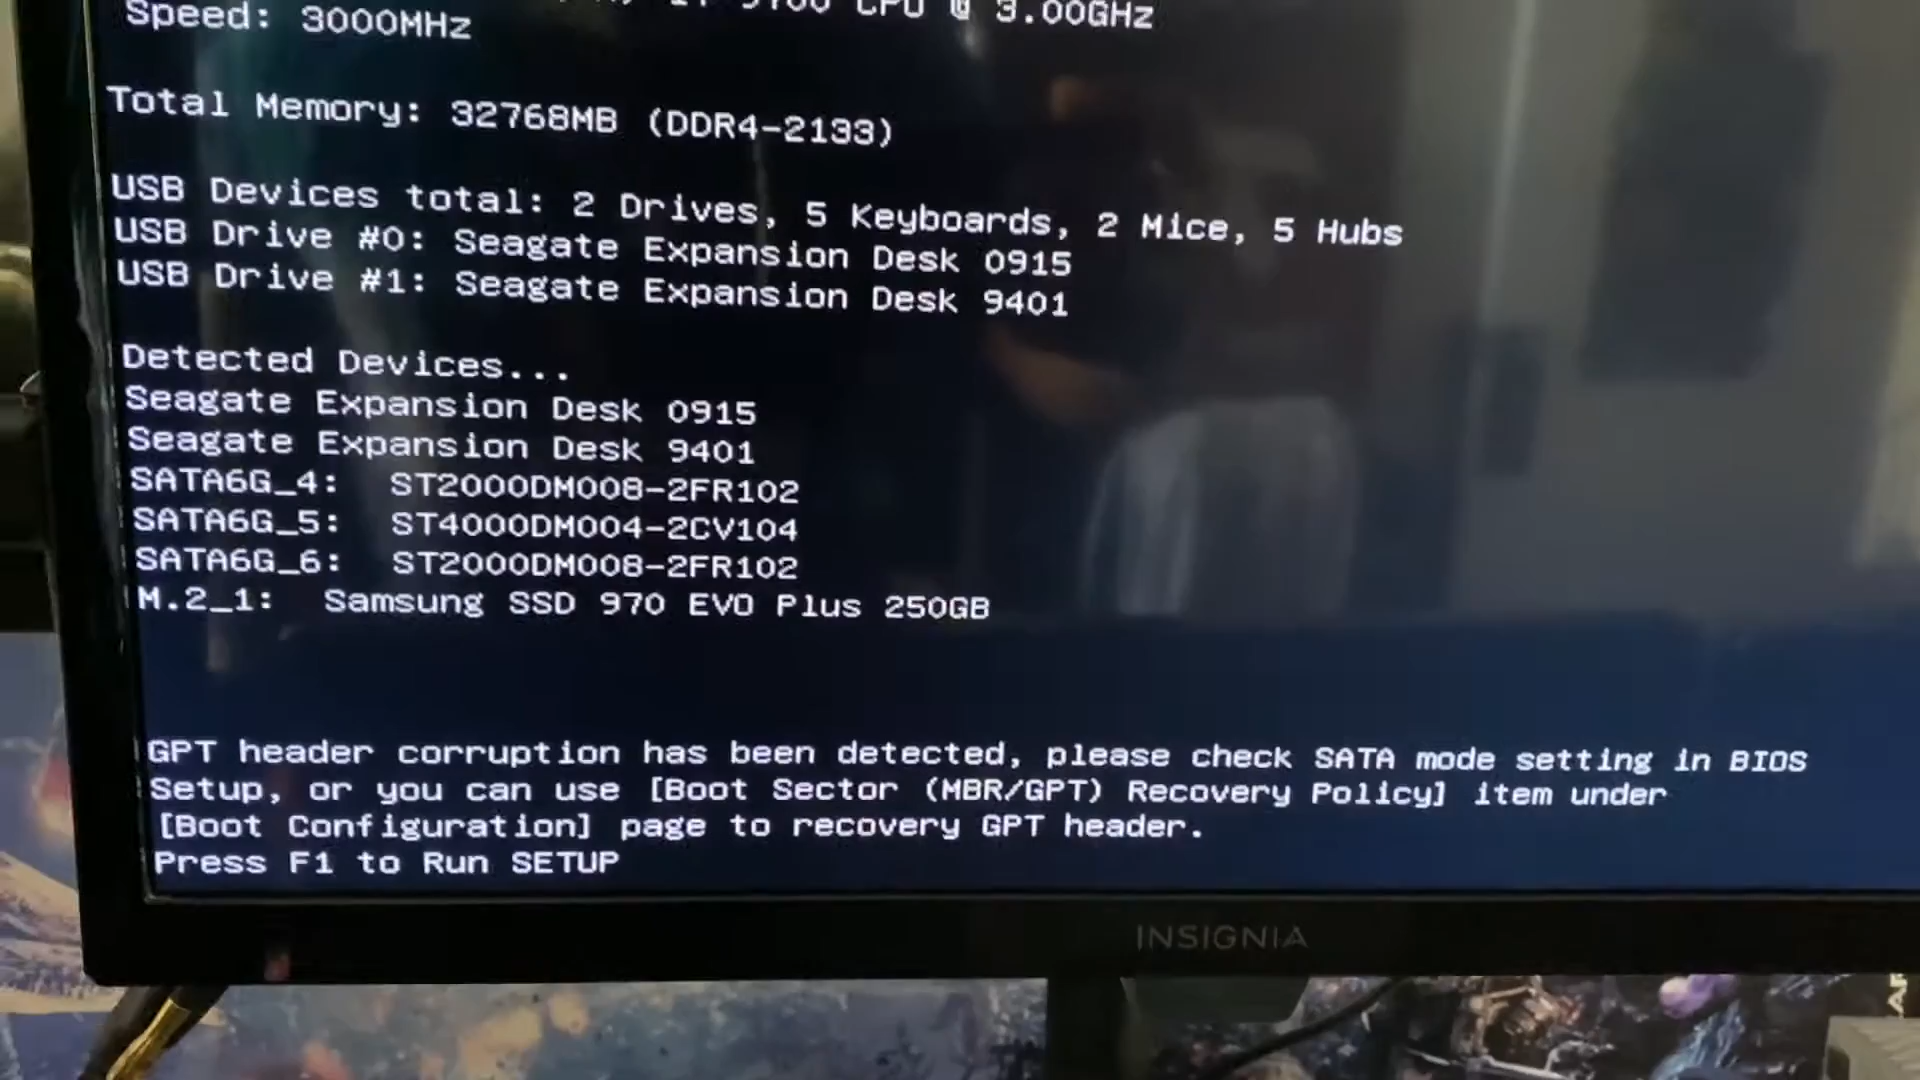 CPU @ 3.00GHz
Speed: 3000MHz
Total Memory: 32768MB (DDR4-2133)
USB Devices total: 2 Drives, 5 Keyboards, 2 Mice, 5 Hubs
USB Drive #0: Seagate Expansion Desk 0915
USB Drive #1: Seagate Expansion Desk 9401
Detected Devices...
Seagate Expansion Desk 0915
Seagate Expansion Desk 9401
SATA6G_4: ST2000DM008-2FR102
SATA6G_5: ST4000DM004-2CV104
SATA6G_6: ST2000DM008-2FR102
M.2_1: Samsung SSD 970 EVO Plus 250GB
GPT header corruption has been detected, please check SATA mode setting in BIOS
Setup, or you can use [Boot Sector (MBR/GPT) Recovery Policy] item under
[Boot Configuration] page to recovery GPT header.
Press F1 to Run SETUP
INSIGNIA